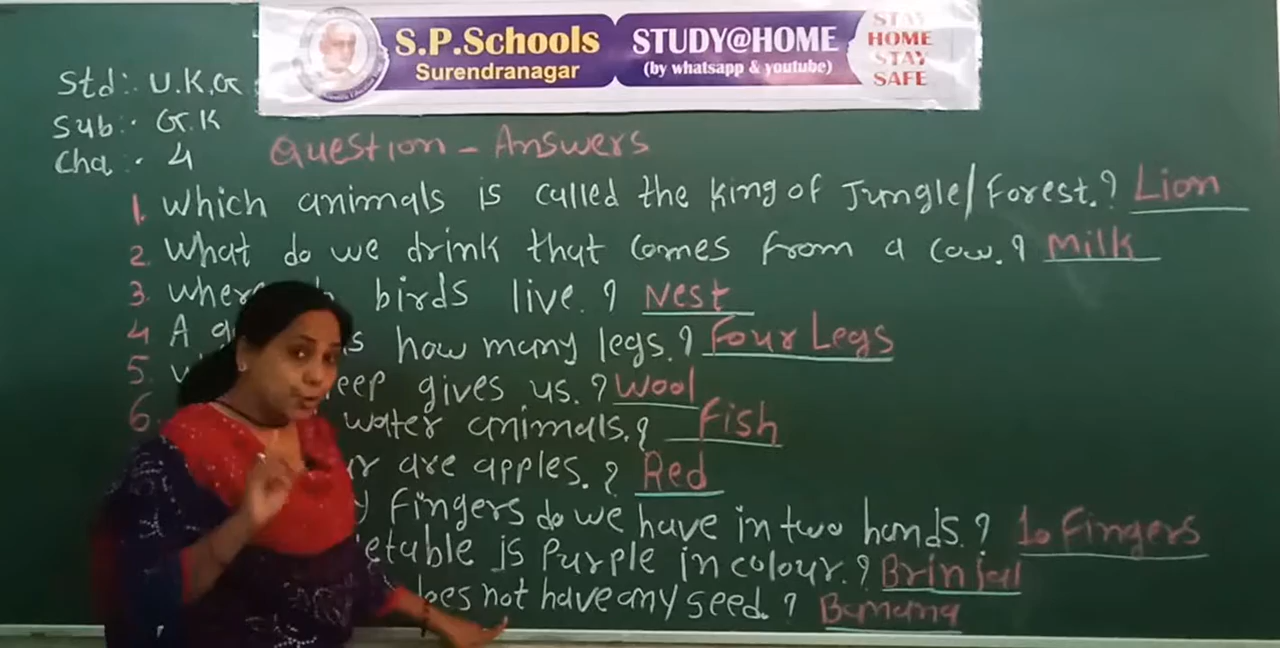 S.P.Schools
Surendranagar
STUDY@HOME
(by whatsapp & youtube)
STAY
HOME
STAY
SAFE
Std:- U.K.G
Sub:- G.K
Cha:- 4
Question - Answers
1. Which animals is called the king of Jungle/Forest.? Lion
2. What do we drink that comes from a cow.? Milk
3. where birds live.? Nest
4 A how many legs.? Four Legs
5. gives us.? Wool
6. water animals.? Fish
are apples.? Red
Fingers do we have in two hands.? 10 Fingers
is Purple in colour.? Brinjal
not have any seed.? Banana